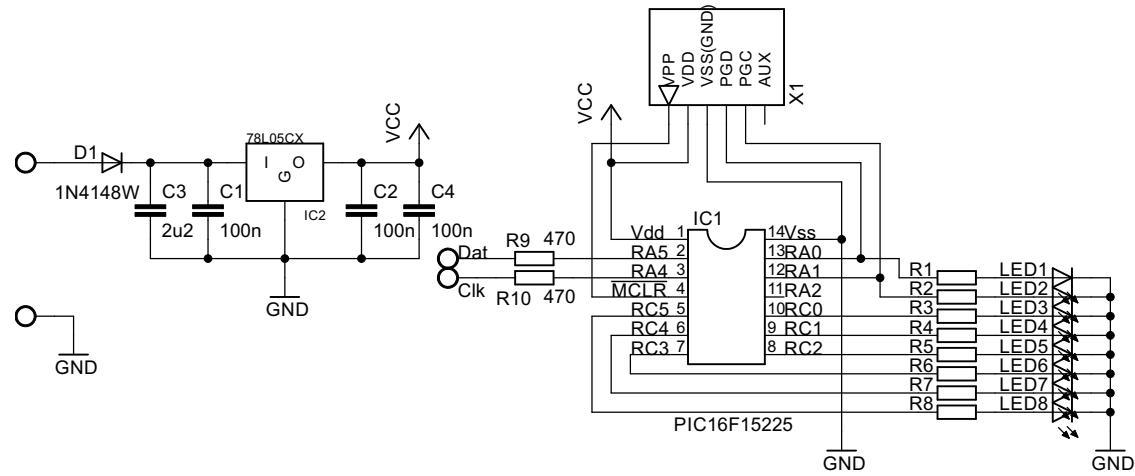 VPP
VDD
VSS(GND)
PGD
PGC
AUX
X1
VCC
VCC
78L05CX
D1
I
O
G
1N4148W
C3
C1
IC2
C2
C4
2u2
100n
100n
100n
GND
GND
IC1
Vdd 1
14 Vss
Dat
R9 470
RA5 2
13 RA0
Clk
R10 470
RA4 3
12 RA1
MCLR 4
11 RA2
RC5 5
10 RC0
RC4 6
9 RC1
RC3 7
8 RC2
R1 LED1
R2 LED2
R3 LED3
R4 LED4
R5 LED5
R6 LED6
R7 LED7
R8 LED8
PIC16F15225
GND
GND